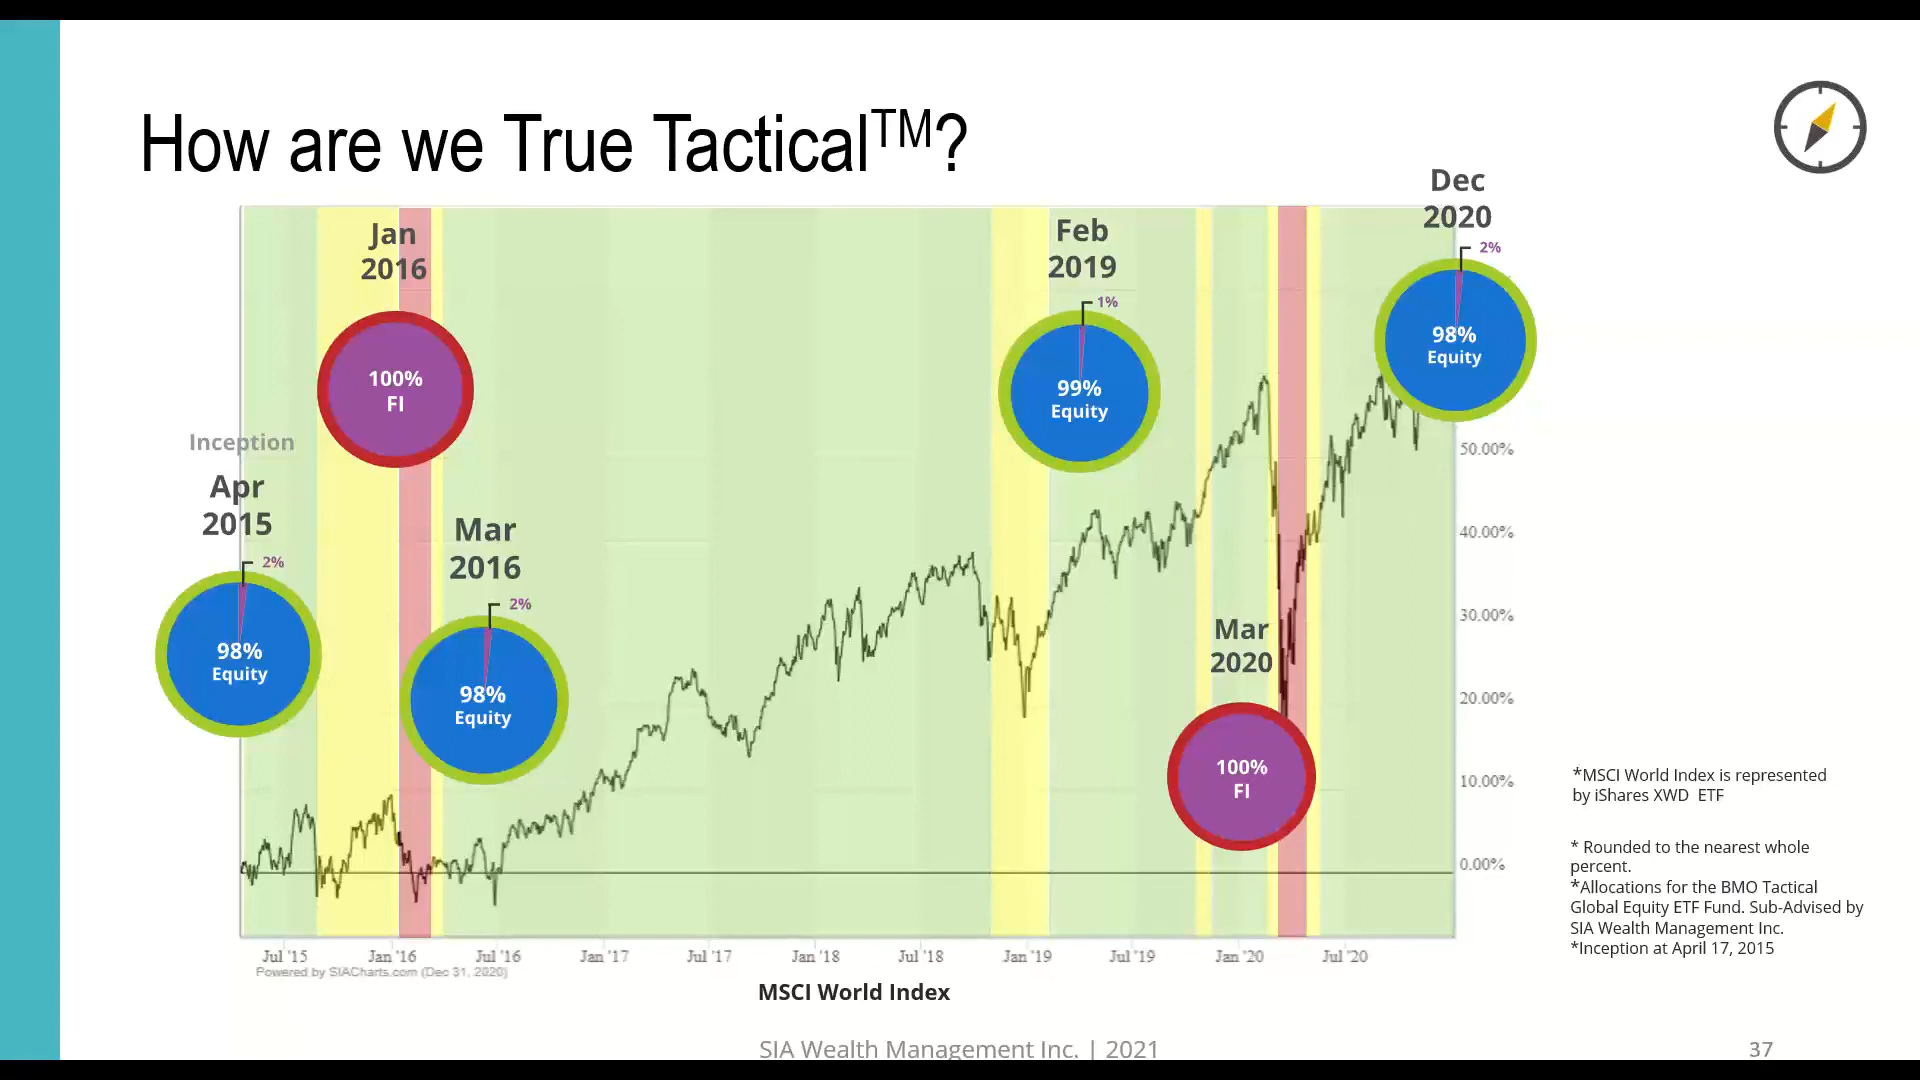 How are we True Tactical™?
Dec
2020
2%
98%
Equity
Jan
2016
100%
FI
Feb
2019
1%
99%
Equity
Inception
Apr
2015
2%
98%
Equity
Mar
2016
2%
98%
Equity
Mar
2020
100%
FI
50.00%
40.00%
30.00%
20.00%
10.00%
0.00%
Jul '15 Jan '16 Jul '16 Jan '17 Jul '17 Jan '18 Jul '18 Jan '19 Jul '19 Jan '20 Jul '20
Powered by SIACharts.com (Dec 31, 2020)
MSCI World Index
*MSCI World Index is represented
by iShares XWD ETF
* Rounded to the nearest whole
percent.
*Allocations for the BMO Tactical
Global Equity ETF Fund. Sub-Advised by
SIA Wealth Management Inc.
*Inception at April 17, 2015
SIA Wealth Management Inc. | 2021
37